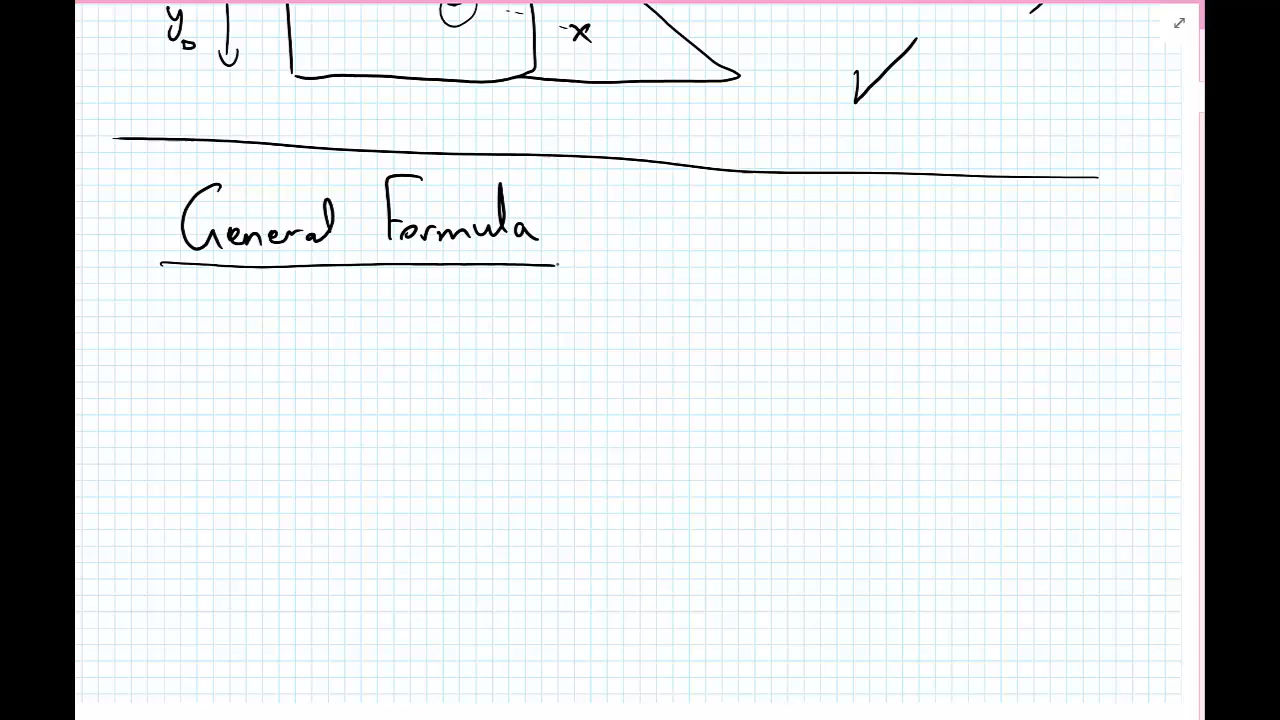 y₀
-x
General Formula